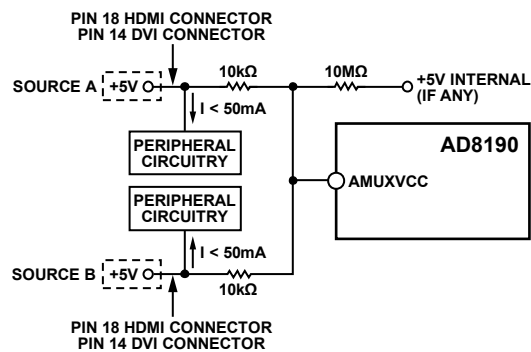 PIN 18 HDMI CONNECTOR
PIN 14 DVI CONNECTOR
SOURCE A
+5V
10kΩ
10MΩ
+5V INTERNAL
(IF ANY)
I < 50mA
PERIPHERAL
CIRCUITRY
AD8190
AMUXVCC
PERIPHERAL
CIRCUITRY
I < 50mA
SOURCE B
+5V
10kΩ
PIN 18 HDMI CONNECTOR
PIN 14 DVI CONNECTOR